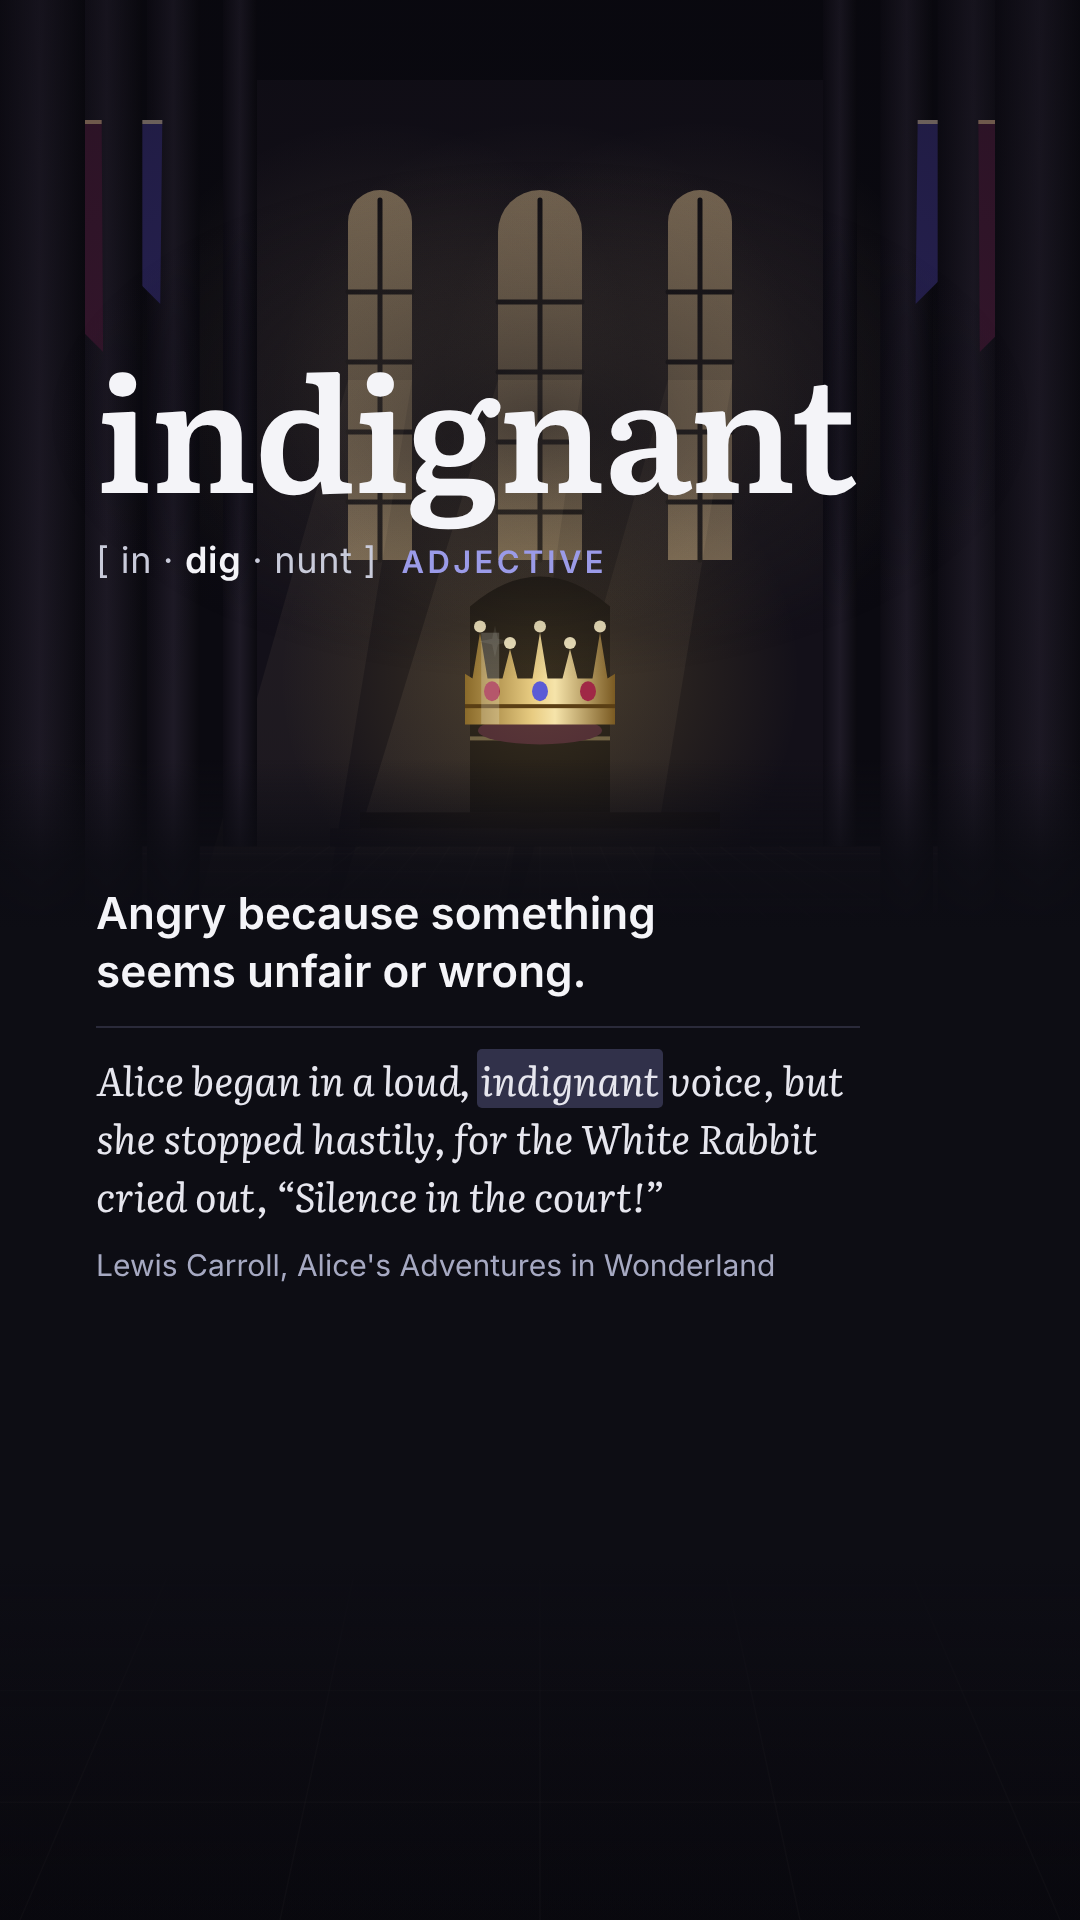 indignant
[ in · dig · nunt ] ADJECTIVE
Angry because something
seems unfair or wrong.
Alice began in a loud, indignant voice, but
she stopped hastily, for the White Rabbit
cried out, “Silence in the court!”
Lewis Carroll, Alice's Adventures in Wonderland